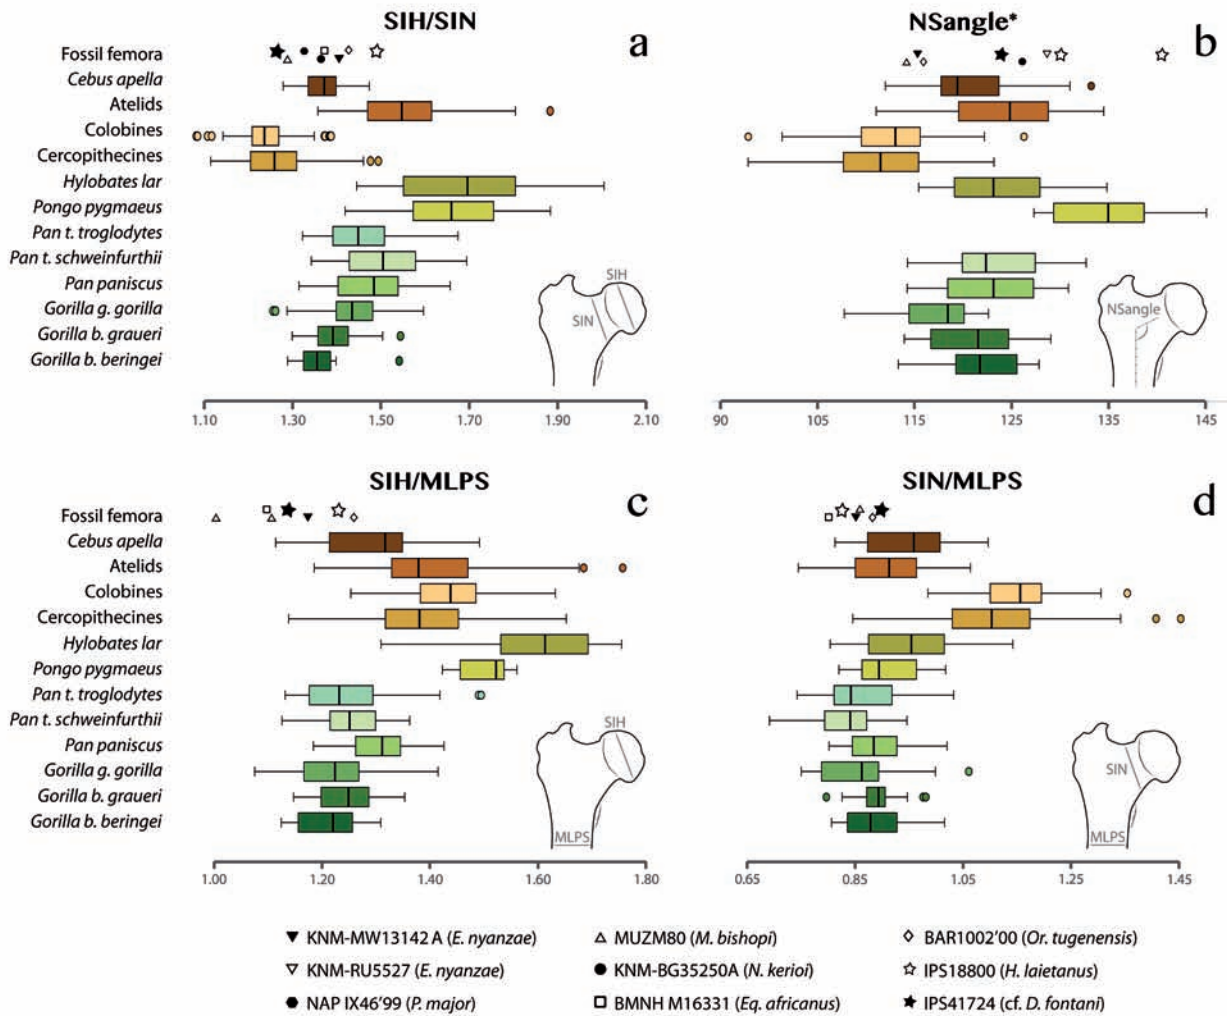 SIH/SIN
a
Fossil femora
Cebus apella
Atelids
Colobines
Cercopithecines
Hylobates lar
Pongo pygmaeus
Pan t. troglodytes
Pan t. schweinfurthii
Pan paniscus
Gorilla g. gorilla
Gorilla b. graueri
Gorilla b. beringei
SIH
SIN
1.10 1.30 1.50 1.70 1.90 2.10
NSangle*
b
NSangle
90 105 115 125 135 145
SIH/MLPS
c
Fossil femora
Cebus apella
Atelids
Colobines
Cercopithecines
Hylobates lar
Pongo pygmaeus
Pan t. troglodytes
Pan t. schweinfurthii
Pan paniscus
Gorilla g. gorilla
Gorilla b. graueri
Gorilla b. beringei
SIH
MLPS
1.00 1.20 1.40 1.60 1.80
SIN/MLPS
d
SIN
MLPS
0.65 0.85 1.05 1.25 1.45
KNM-MW13142 A (E. nyanzae)
MUZM80 (M. bishopi)
BAR1002'00 (Or. tugenensis)
KNM-RU5527 (E. nyanzae)
KNM-BG35250A (N. kerioi)
IPS18800 (H. laietanus)
NAP IX46'99 (P. major)
BMNH M16331 (Eq. africanus)
IPS41724 (cf. D. fontani)